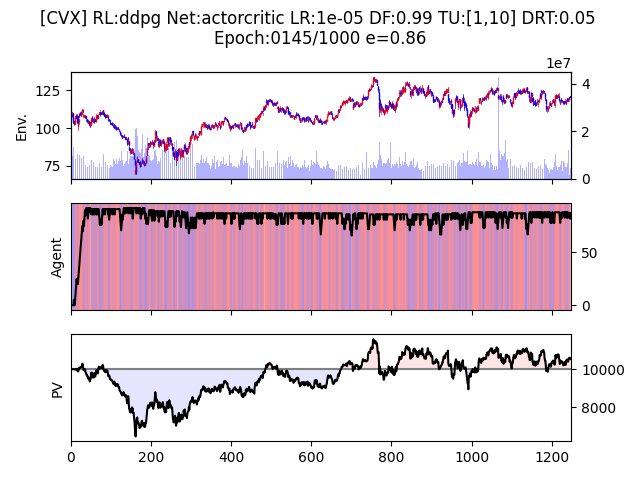 [CVX] RL:ddpg Net:actorcritic LR:1e-05 DF:0.99 TU:[1,10] DRT:0.05
Epoch:0145/1000 e=0.86
1e7
125
100
75
Env.
4
2
0
Agent
50
0
PV
10000
8000
0
200
400
600
800
1000
1200